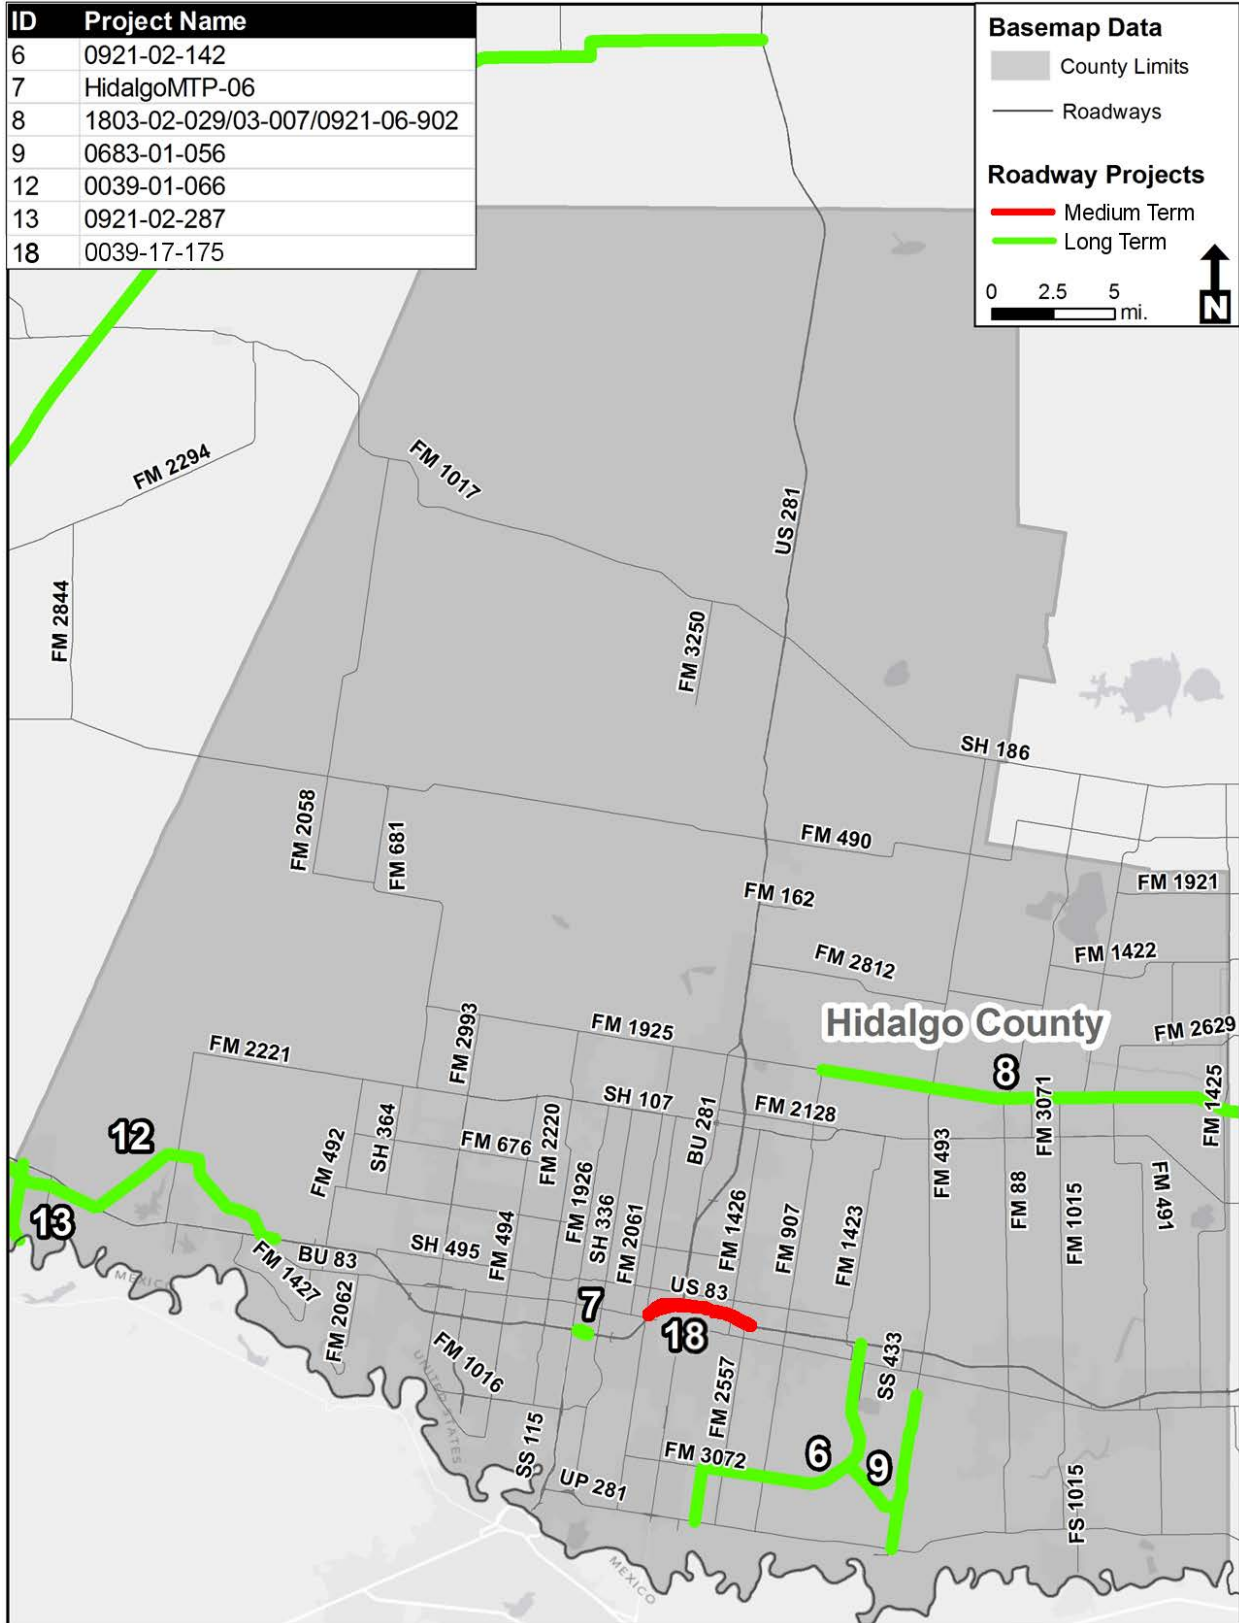 ID Project Name
6 0921-02-142
7 HidalgoMTP-06
8 1803-02-029/03-007/0921-06-902
9 0683-01-056
12 0039-01-066
13 0921-02-287
18 0039-17-175
Basemap Data
County Limits
Roadways
Roadway Projects
Medium Term
Long Term
0 2.5 5
mi.
N
FM 2294
FM 1017
US 281
FM 2844
FM 3250
SH 186
FM 2058
FM 681
FM 490
FM 162
FM 1921
FM 2812
FM 1422
Hidalgo County
FM 2993
FM 1925
FM 2629
FM 2221
8
FM 3071
FM 1425
SH 107
BU 281
FM 2128
12
FM 492
SH 364
FM 676
FM 2220
FM 1926
SH 336
FM 2061
FM 1426
FM 907
FM 1423
FM 493
FM 88
FM 1015
FM 491
13
MEXICO
FM 1427
BU 83
SH 495
FM 494
US 83
7
18
FM 2062
FM 1016
UNITED STATES
SS 433
FM 2557
SS 115
FM 3072
6
9
UP 281
FS 1015
MEXICO